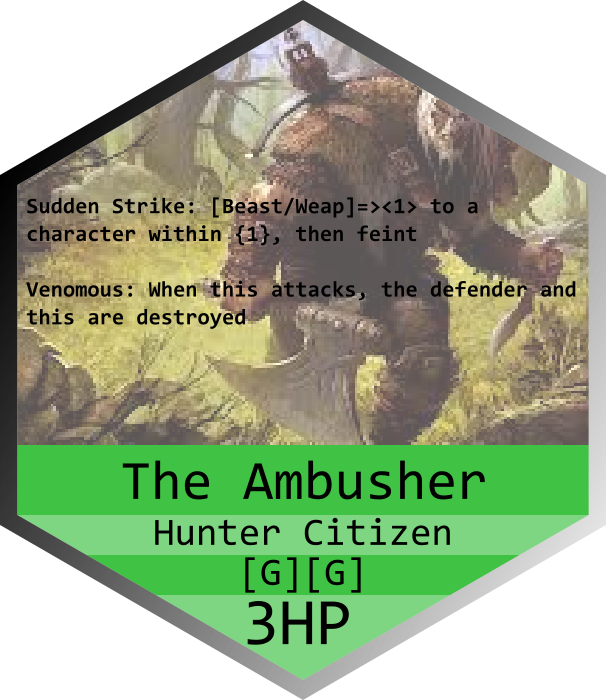 Sudden Strike: [Beast/Weap]=><1> to a
character within {1}, then feint
Venomous: When this attacks, the defender and
this are destroyed
The Ambusher
Hunter Citizen
[G][G]
3HP